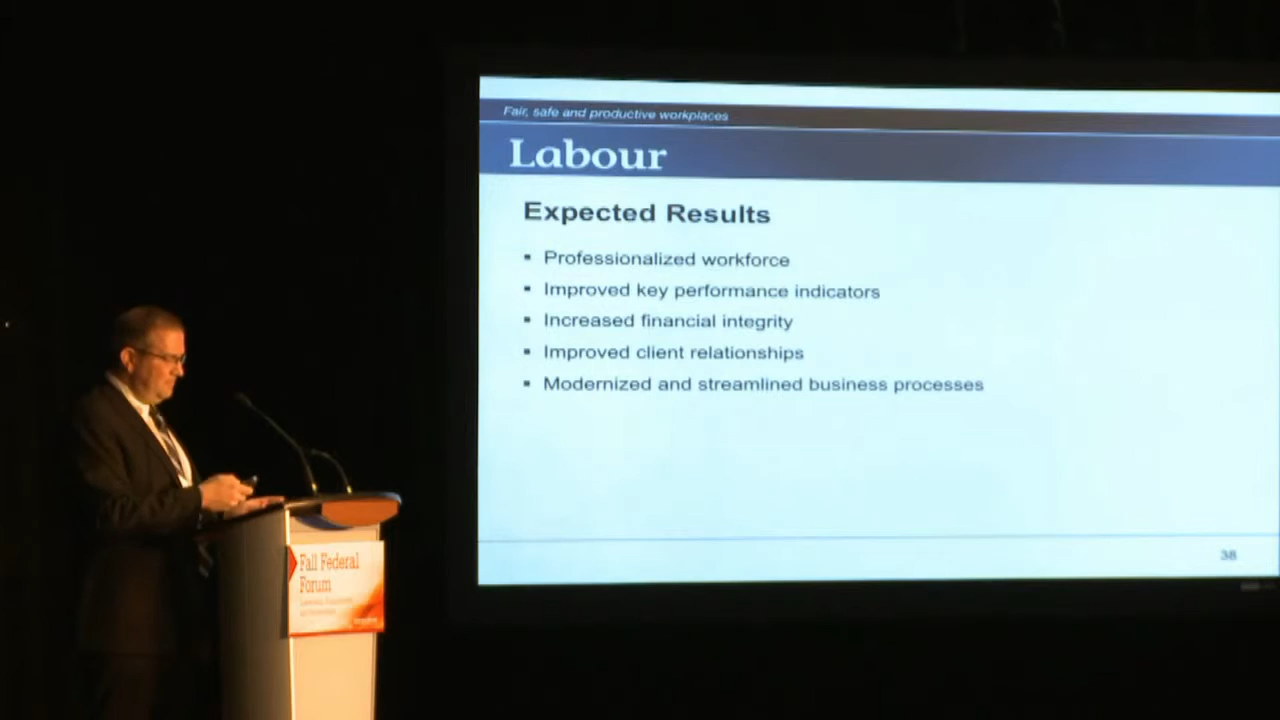 Fair, safe and productive workplaces
Labour
Expected Results
▪ Professionalized workforce
▪ Improved key performance indicators
▪ Increased financial integrity
▪ Improved client relationships
▪ Modernized and streamlined business processes
38
Fall Federal
Forum